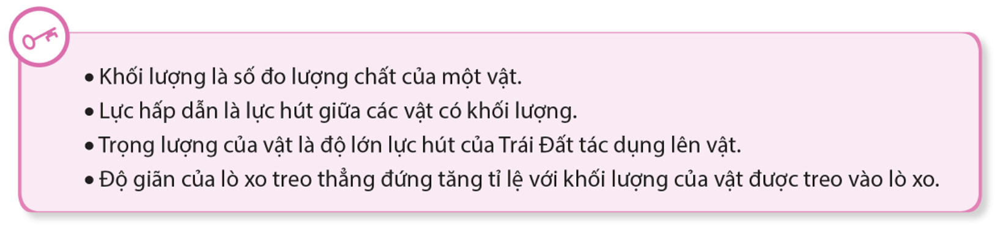 • Khối lượng là số đo lượng chất của một vật.
• Lực hấp dẫn là lực hút giữa các vật có khối lượng.
• Trọng lượng của vật là độ lớn lực hút của Trái Đất tác dụng lên vật.
• Độ giãn của lò xo treo thẳng đứng tăng tỉ lệ với khối lượng của vật được treo vào lò xo.